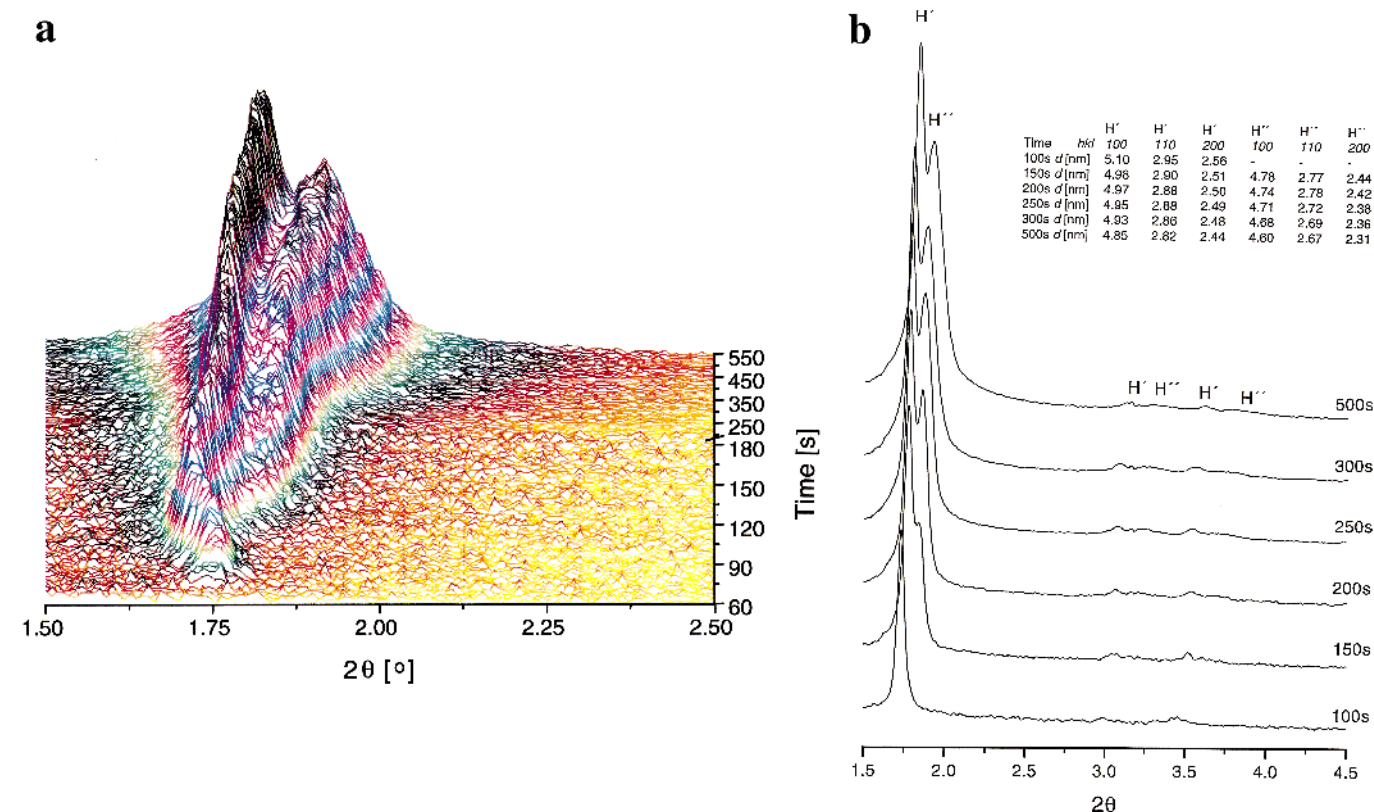 a
550
450
350
250
180
150
120
90
60
Time [s]
1.50 1.75 2.00 2.25 2.50
2θ [o]
b
H´
H´´
H´ H´ H´ H´´ H´´ H´´
Time hkl 100 110 200 100 110 200
100s d [nm] 5.10 2.95 2.56 - - -
150s d [nm] 4.98 2.90 2.51 4.78 2.77 2.44
200s d [nm] 4.97 2.88 2.50 4.74 2.78 2.42
250s d [nm] 4.95 2.88 2.49 4.71 2.72 2.38
300s d [nm] 4.93 2.86 2.48 4.68 2.69 2.36
500s d [nm] 4.85 2.82 2.44 4.60 2.67 2.31
H´ H´´ H´ H´´
500s
300s
250s
200s
150s
100s
1.5 2.0 2.5 3.0 3.5 4.0 4.5
2θ